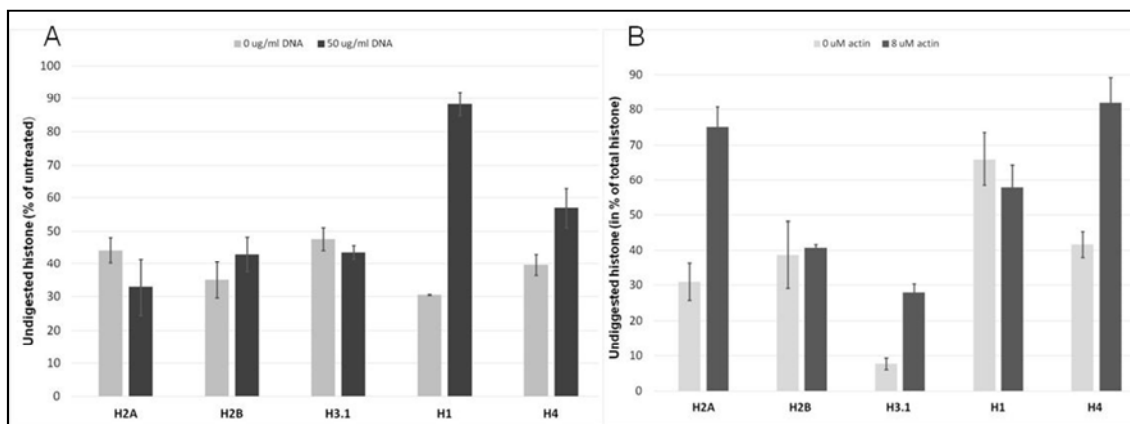 A
0 ug/ml DNA 50 ug/ml DNA
Undigested histone (% of untreated)
100
90
80
70
60
50
40
30
20
10
0
H2A H2B H3.1 H1 H4
B
0 uM actin 8 uM actin
Undiggested histone (in % of total histone)
90
80
70
60
50
40
30
20
10
0
H2A H2B H3.1 H1 H4